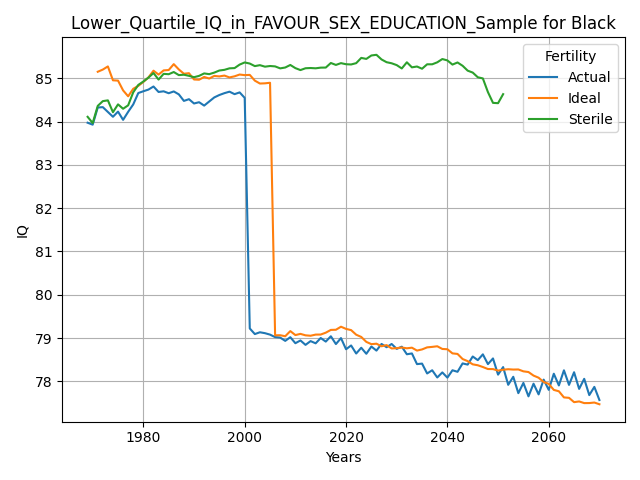 Lower_Quartile_IQ_in_FAVOUR_SEX_EDUCATION_Sample for Black
Fertility
Actual
Ideal
Sterile
IQ
85
84
83
82
81
80
79
78
1980
2000
2020
2040
2060
Years